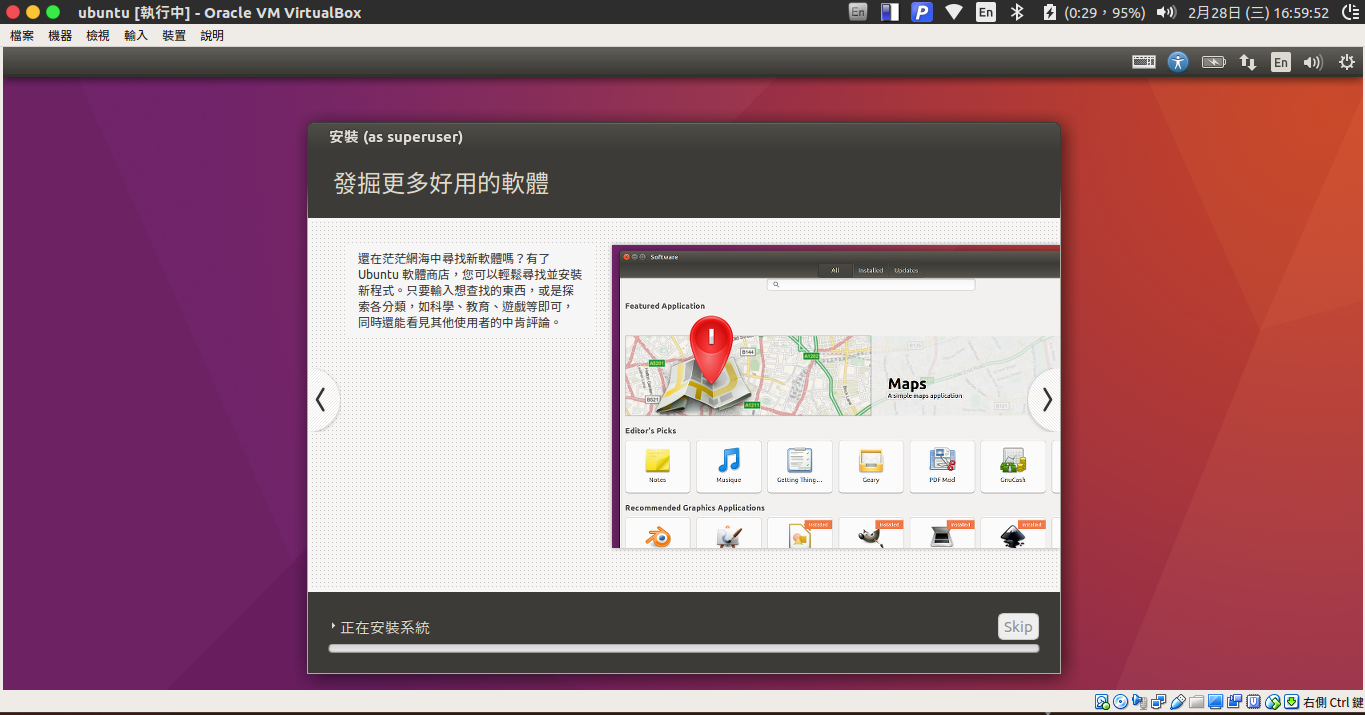 ubuntu [執行中] - Oracle VM VirtualBox
En
P
En
(0:29，95%)
2月28日 (三) 16:59:52
檔案 機器 檢視 輸入 裝置 說明
En
安裝 (as superuser)
發掘更多好用的軟體
還在茫茫網海中尋找新軟體嗎？有了
Ubuntu 軟體商店，您可以輕鬆尋找並安裝
新程式。只要輸入想查找的東西，或是探
索各分類，如科學、教育、遊戲等即可，
同時還能看見其他使用者的中肯評論。
Software
All Installed Updates
Featured Application
B144
A5201
A1202
B521
A1211
Maps
A simple maps application
Editor's Picks
Notes Musique Getting Thing... Geary PDF Mod GnuCash
Recommended Graphics Applications
Installed Installed Installed Installed
正在安裝系統
Skip
右側 Ctrl 鍵